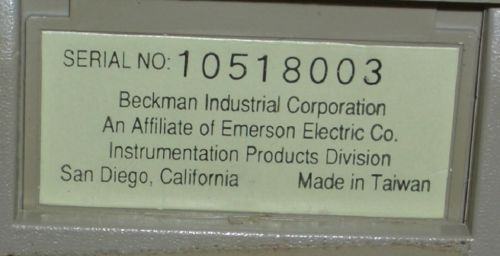 SERIAL NO: 10518003
Beckman Industrial Corporation
An Affiliate of Emerson Electric Co.
Instrumentation Products Division
San Diego, California Made in Taiwan